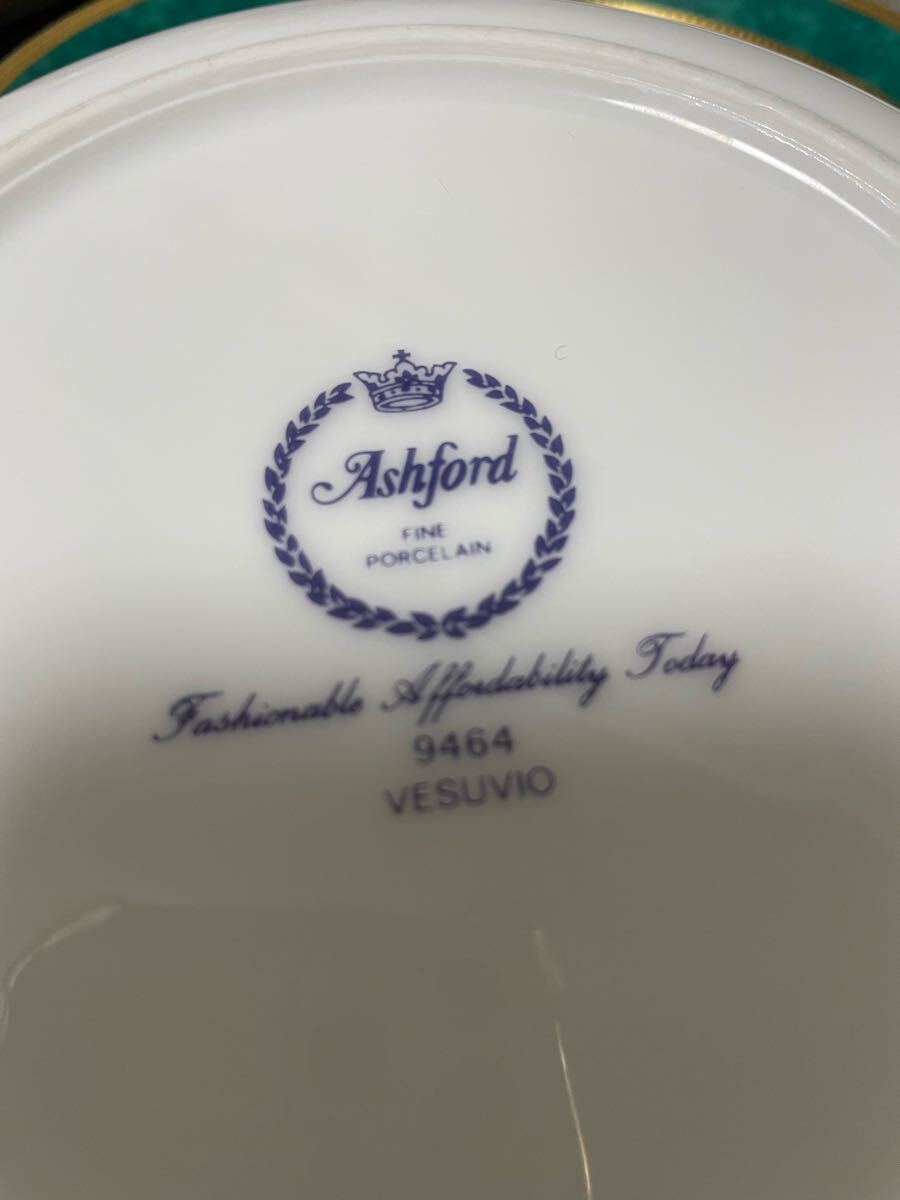 Ashford
FINE
PORCELAIN
Fashionable Affordability Today
9464
VESUVIO